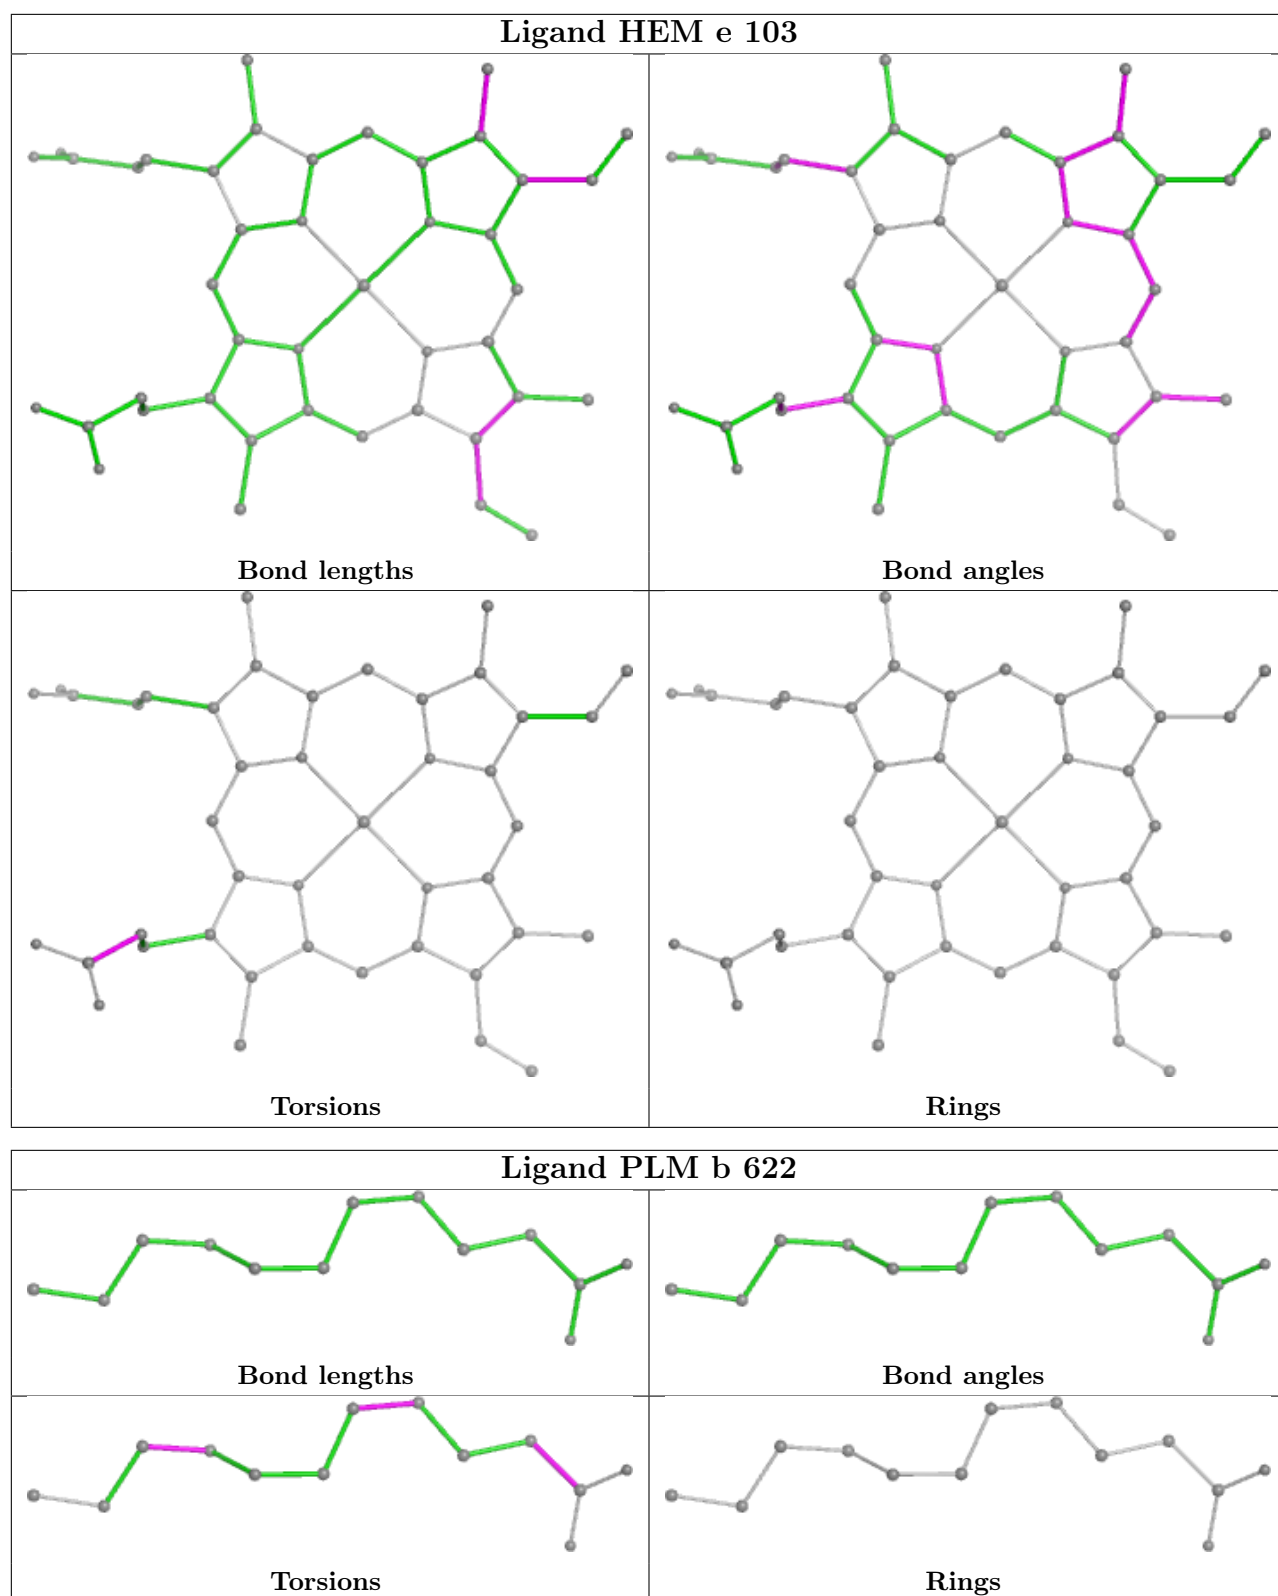 Ligand HEM e 103
Bond lengths
Bond angles
Torsions
Rings
Ligand PLM b 622
Bond lengths
Bond angles
Torsions
Rings